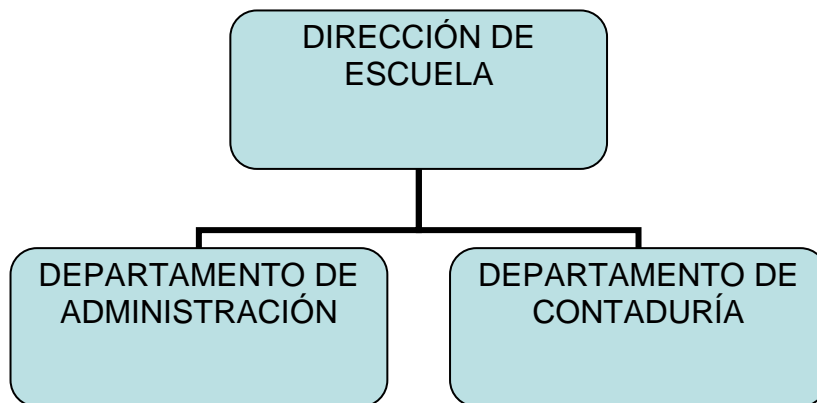 DIRECCIÓN DE
ESCUELA
DEPARTAMENTO DE
ADMINISTRACIÓN
DEPARTAMENTO DE
CONTADURÍA